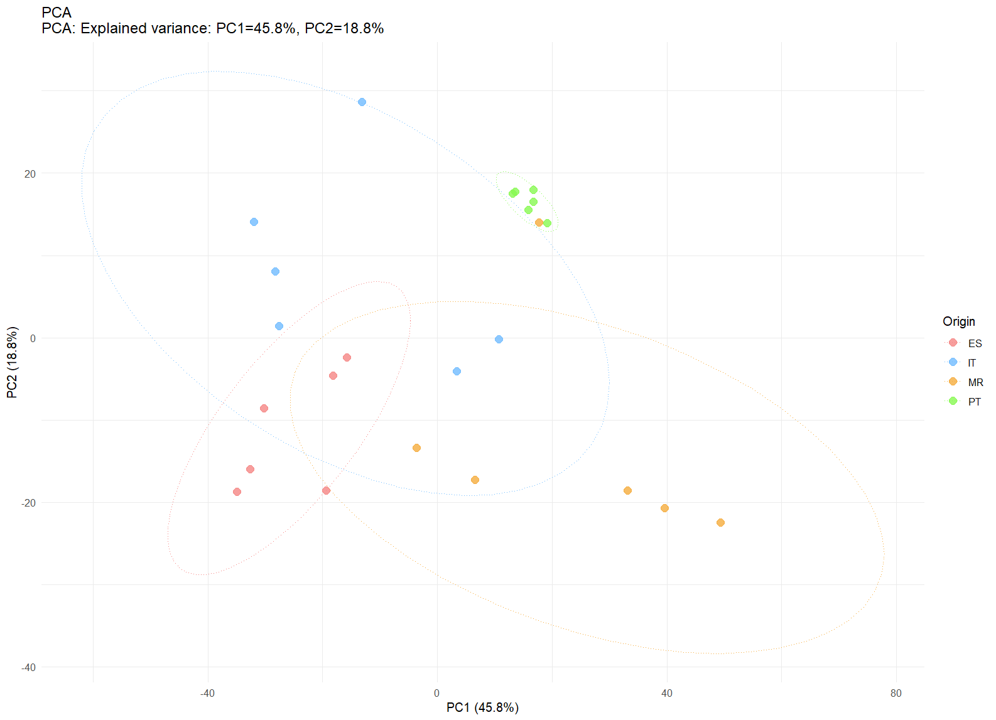 PCA
PCA: Explained variance: PC1=45.8%, PC2=18.8%
20
0
-20
-40
PC2 (18.8%)
-40
0
40
80
PC1 (45.8%)
Origin
ES
IT
MR
PT